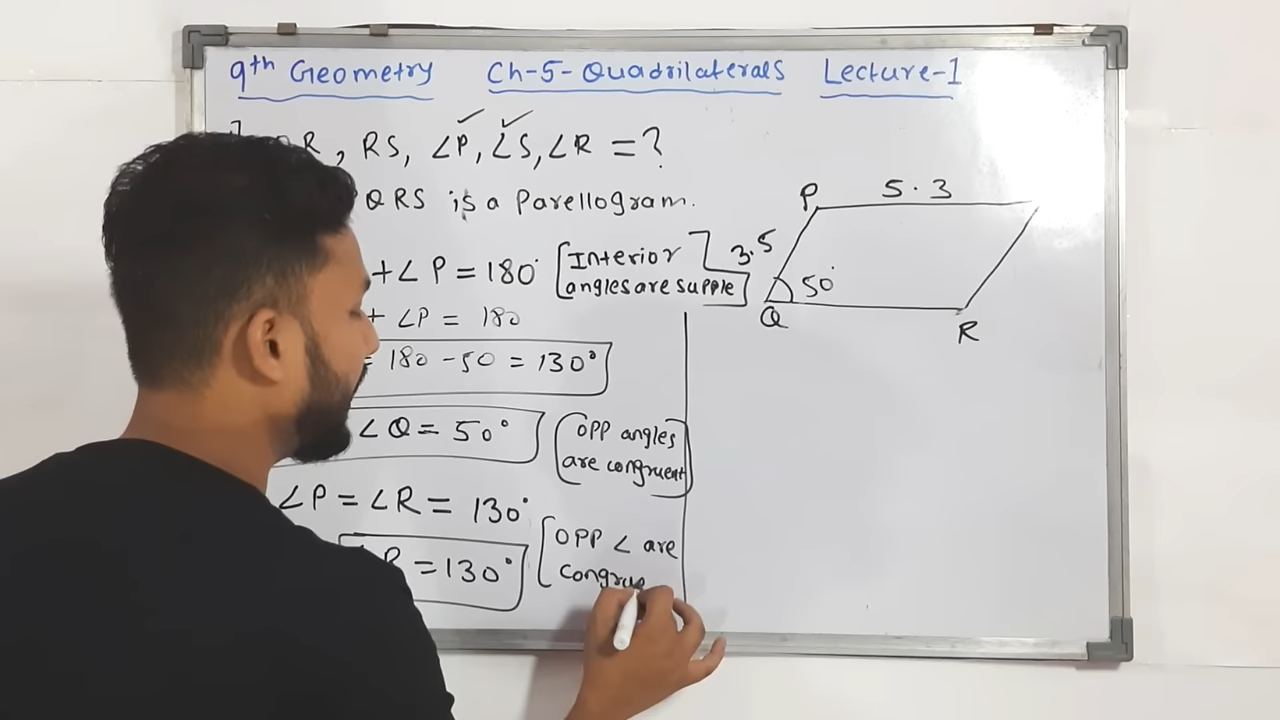 9th Geometry Ch-5-Quadrilaterals Lecture-1
QR, RS, ∠P, ∠S, ∠R = ?
QRS is a Parellogram.
+∠P = 180° [Interior angles are supple]
+ ∠P = 180
= 180 - 50 = 130°
∠Q = 50° (OPP angles are congruent)
∠P = ∠R = 130°
∠R = 130° [OPP ∠ are congrue
P 5.3
3.5
50°
Q
R